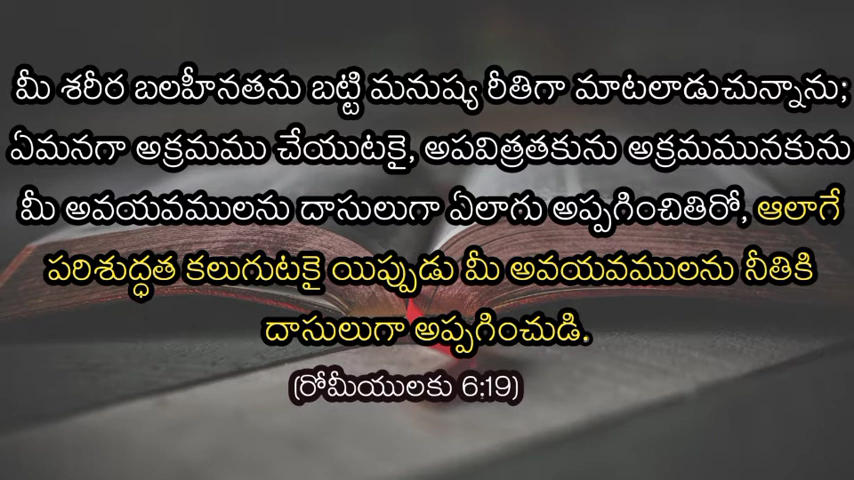 మీ శరీర బలహీనతను బట్టి మనుష్య రీతిగా మాటలాడుచున్నాను;
ఏమనగా అక్రమము చేయుటకై, అపవిత్రతకును అక్రమమునకును
మీ అవయవములను దాసులుగా ఏలాగు అప్పగించితిరో, ఆలాగే
పరిశుద్ధత కలుగుటకై యిప్పుడు మీ అవయవములను నీతికి
దాసులుగా అప్పగించుడి.
(రోమీయులకు 6:19)